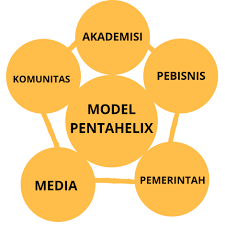 AKADEMISI
KOMUNITAS
PEBISNIS
MODEL
PENTAHELIX
MEDIA
PEMERINTAH